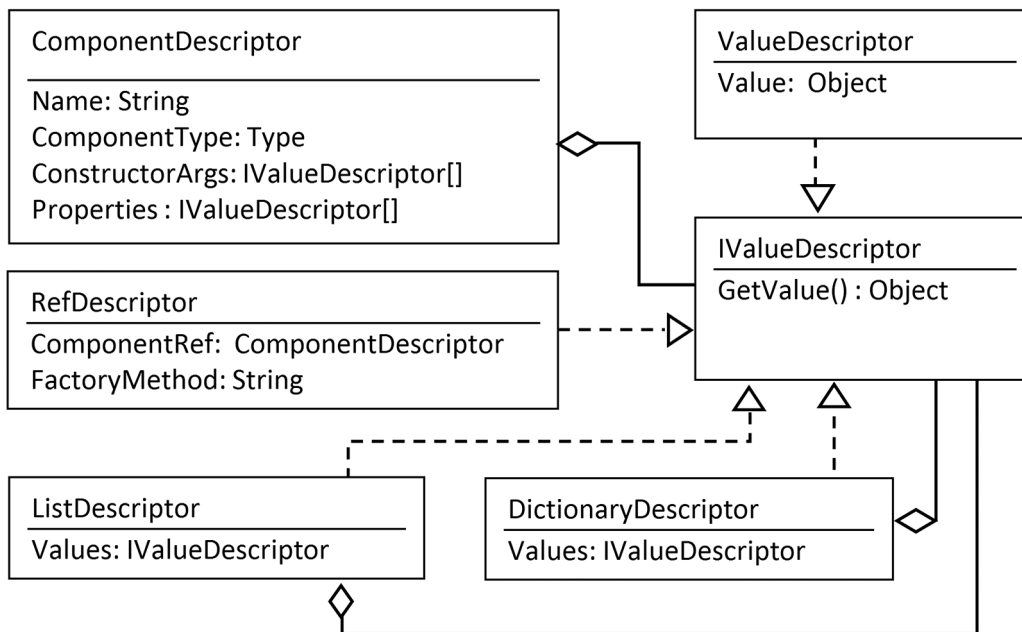 ComponentDescriptor
Name: String
ComponentType: Type
ConstructorArgs: IValueDescriptor[]
Properties : IValueDescriptor[]
ValueDescriptor
Value: Object
IValueDescriptor
GetValue() : Object
RefDescriptor
ComponentRef: ComponentDescriptor
FactoryMethod: String
ListDescriptor
Values: IValueDescriptor
DictionaryDescriptor
Values: IValueDescriptor